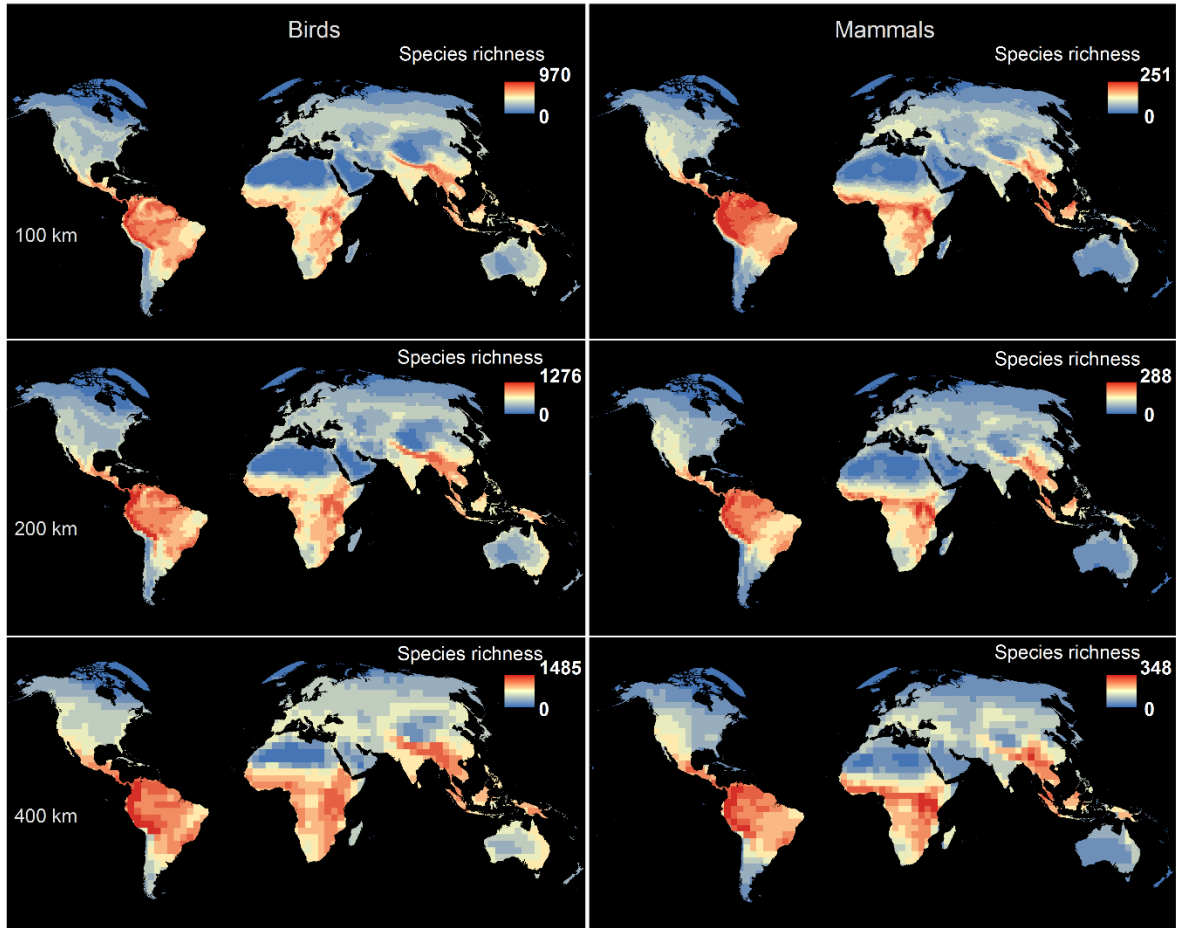 Birds
Species richness
970
0
100 km
Mammals
Species richness
251
0
Species richness
1276
0
200 km
Species richness
288
0
Species richness
1485
0
400 km
Species richness
348
0